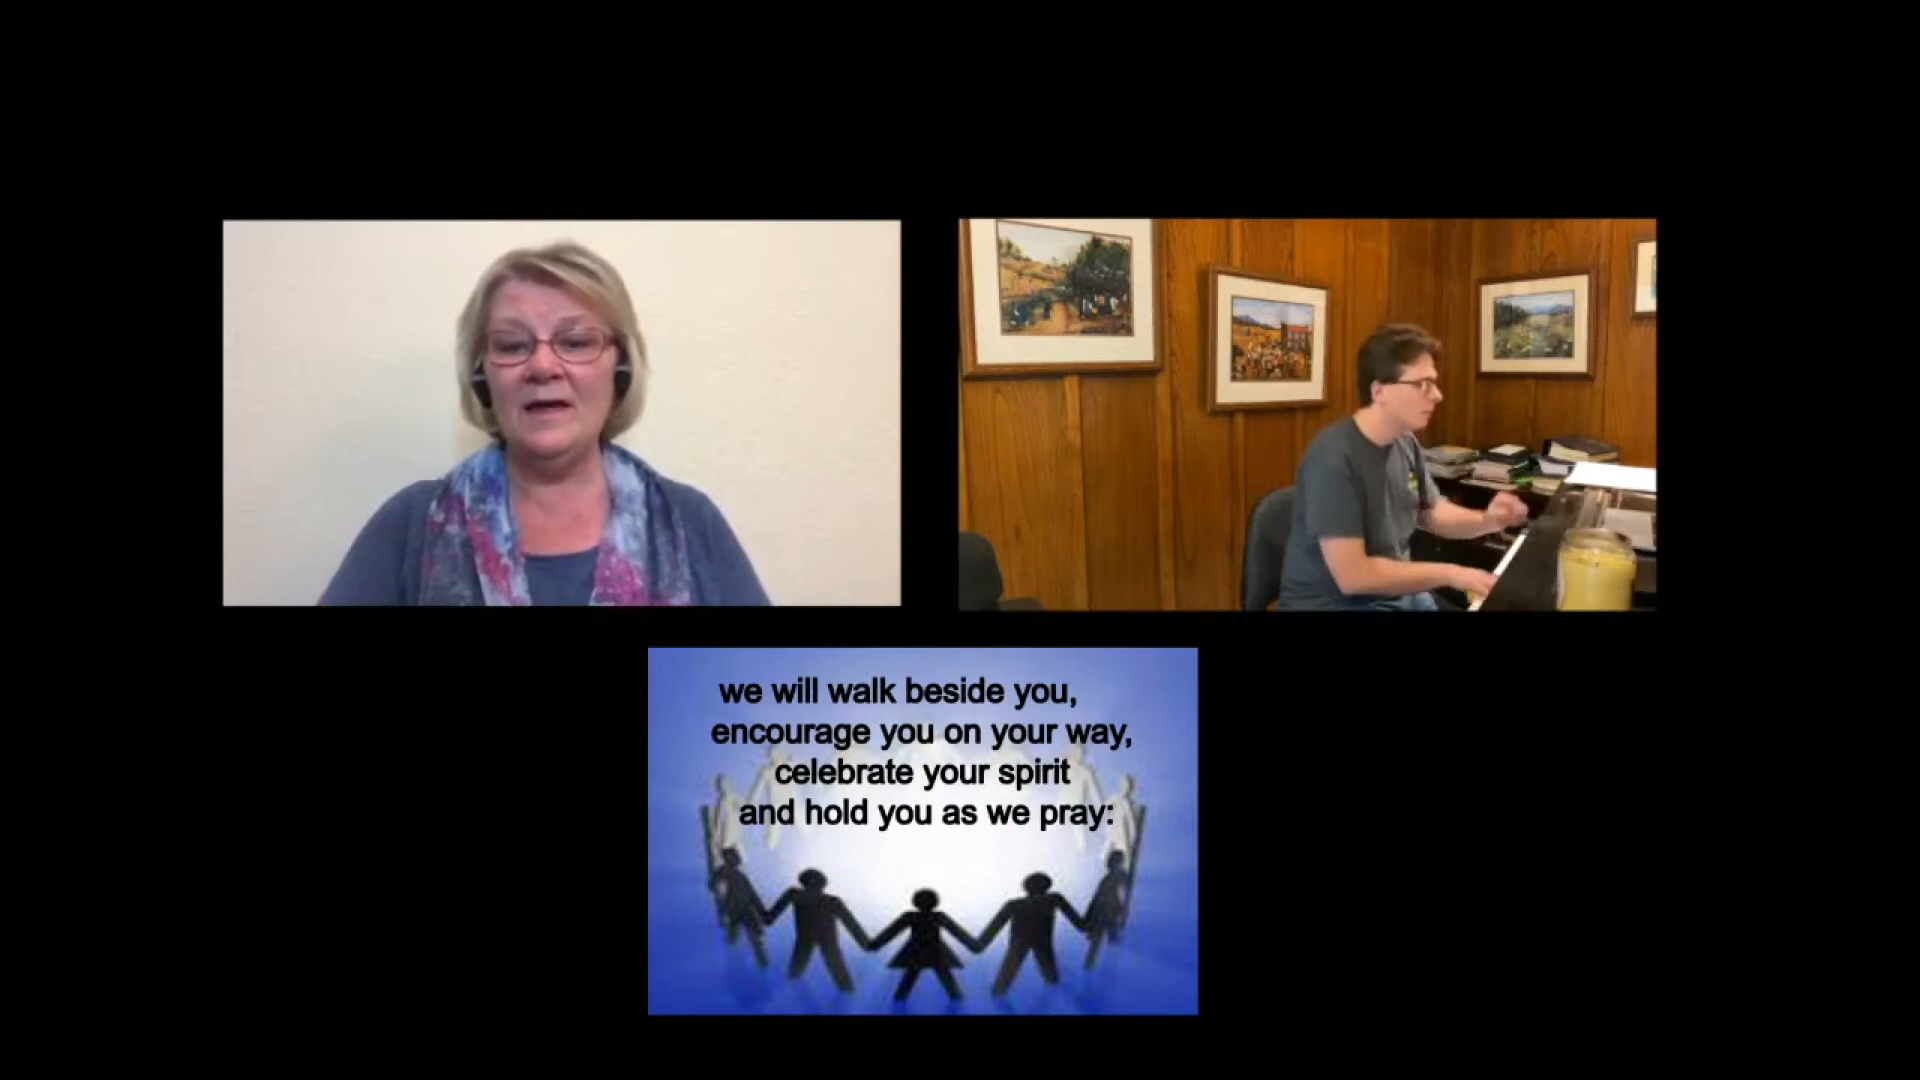 we will walk beside you,
encourage you on your way,
celebrate your spirit
and hold you as we pray: